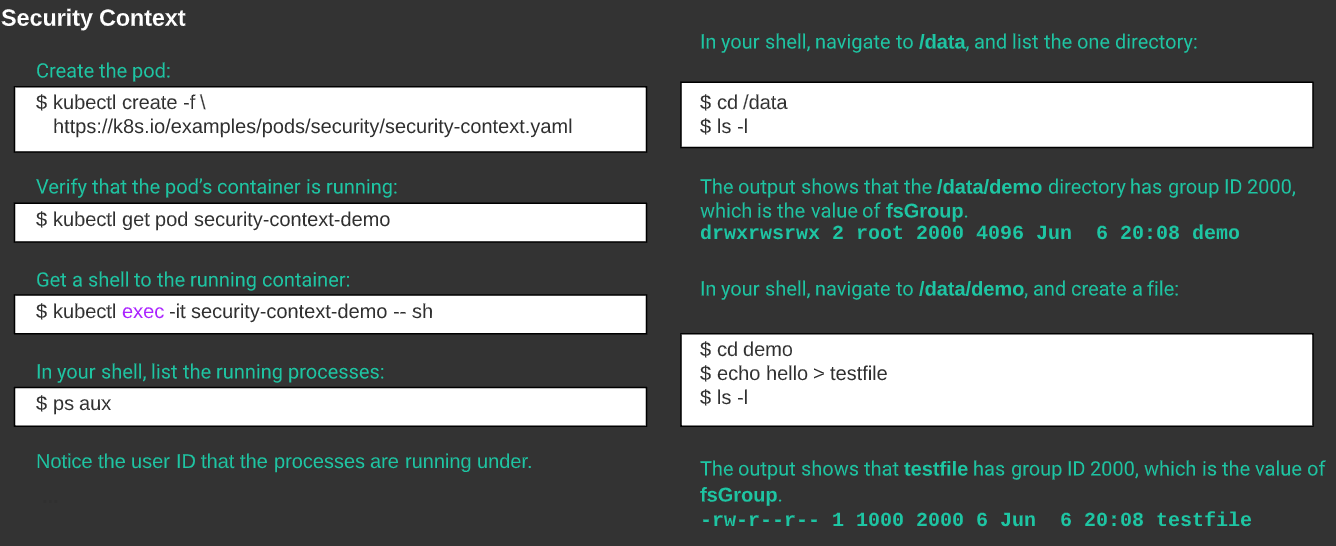 Security Context
Create the pod:
$ kubectl create -f \
https://k8s.io/examples/pods/security/security-context.yaml
Verify that the pod's container is running:
$ kubectl get pod security-context-demo
Get a shell to the running container:
$ kubectl exec -it security-context-demo -- sh
In your shell, list the running processes:
$ ps aux
Notice the user ID that the processes are running under.
In your shell, navigate to /data, and list the one directory:
$ cd /data
$ ls -l
The output shows that the /data/demo directory has group ID 2000,
which is the value of fsGroup.
drwxrwsrwx 2 root 2000 4096 Jun  6 20:08 demo
In your shell, navigate to /data/demo, and create a file:
$ cd demo
$ echo hello > testfile
$ ls -l
The output shows that testfile has group ID 2000, which is the value of
fsGroup.
-rw-r--r-- 1 1000 2000 6 Jun  6 20:08 testfile